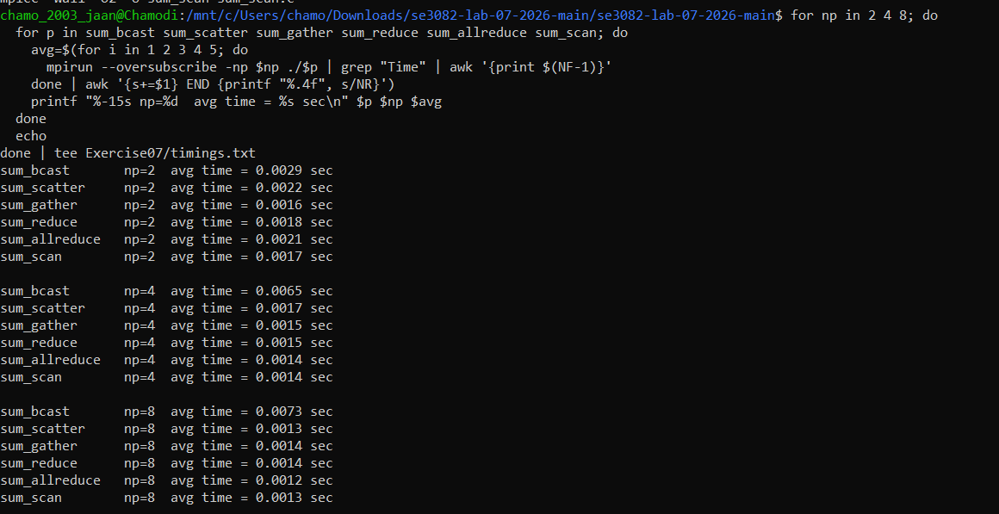 mpicc -Wall -O2 -o sum_scan sum_scan.c
chamo_2003_jaan@Chamodi:/mnt/c/Users/chamo/Downloads/se3082-lab-07-2026-main/se3082-lab-07-2026-main$ for np in 2 4 8; do
  for p in sum_bcast sum_scatter sum_gather sum_reduce sum_allreduce sum_scan; do
    avg=$(for i in 1 2 3 4 5; do
      mpirun --oversubscribe -np $np ./$p | grep "Time" | awk '{print $(NF-1)}'
    done | awk '{s+=$1} END {printf "%.4f", s/NR}')
    printf "%-15s np=%d  avg time = %s sec\n" $p $np $avg
  done
  echo
done | tee Exercise07/timings.txt
sum_bcast       np=2  avg time = 0.0029 sec
sum_scatter     np=2  avg time = 0.0022 sec
sum_gather      np=2  avg time = 0.0016 sec
sum_reduce      np=2  avg time = 0.0018 sec
sum_allreduce   np=2  avg time = 0.0021 sec
sum_scan        np=2  avg time = 0.0017 sec

sum_bcast       np=4  avg time = 0.0065 sec
sum_scatter     np=4  avg time = 0.0017 sec
sum_gather      np=4  avg time = 0.0015 sec
sum_reduce      np=4  avg time = 0.0015 sec
sum_allreduce   np=4  avg time = 0.0014 sec
sum_scan        np=4  avg time = 0.0014 sec

sum_bcast       np=8  avg time = 0.0073 sec
sum_scatter     np=8  avg time = 0.0013 sec
sum_gather      np=8  avg time = 0.0014 sec
sum_reduce      np=8  avg time = 0.0014 sec
sum_allreduce   np=8  avg time = 0.0012 sec
sum_scan        np=8  avg time = 0.0013 sec